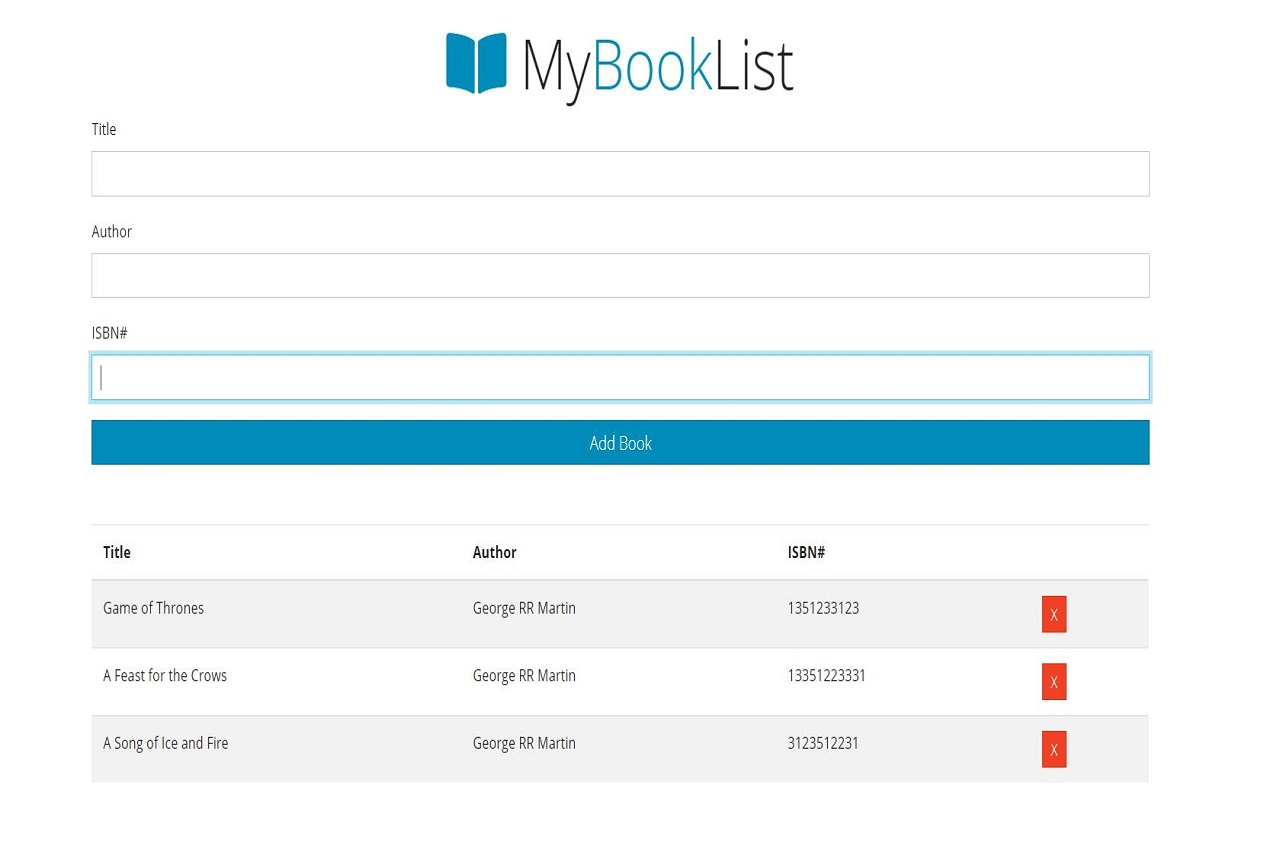 MyBookList
Title
Author
ISBN#
Add Book
Title Author ISBN#
Game of Thrones George RR Martin 1351233123 X
A Feast for the Crows George RR Martin 13351223331 X
A Song of Ice and Fire George RR Martin 3123512231 X